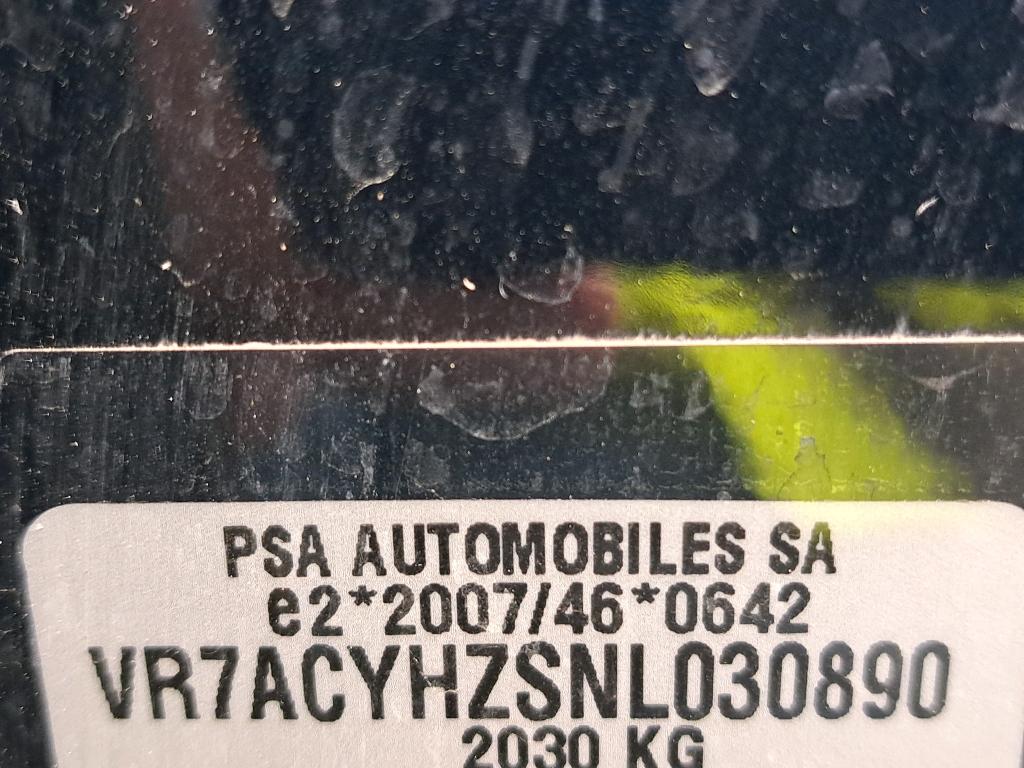 PSA AUTOMOBILES SA
e2*2007/46*0642
VR7ACYHZSNL030890
2030 KG